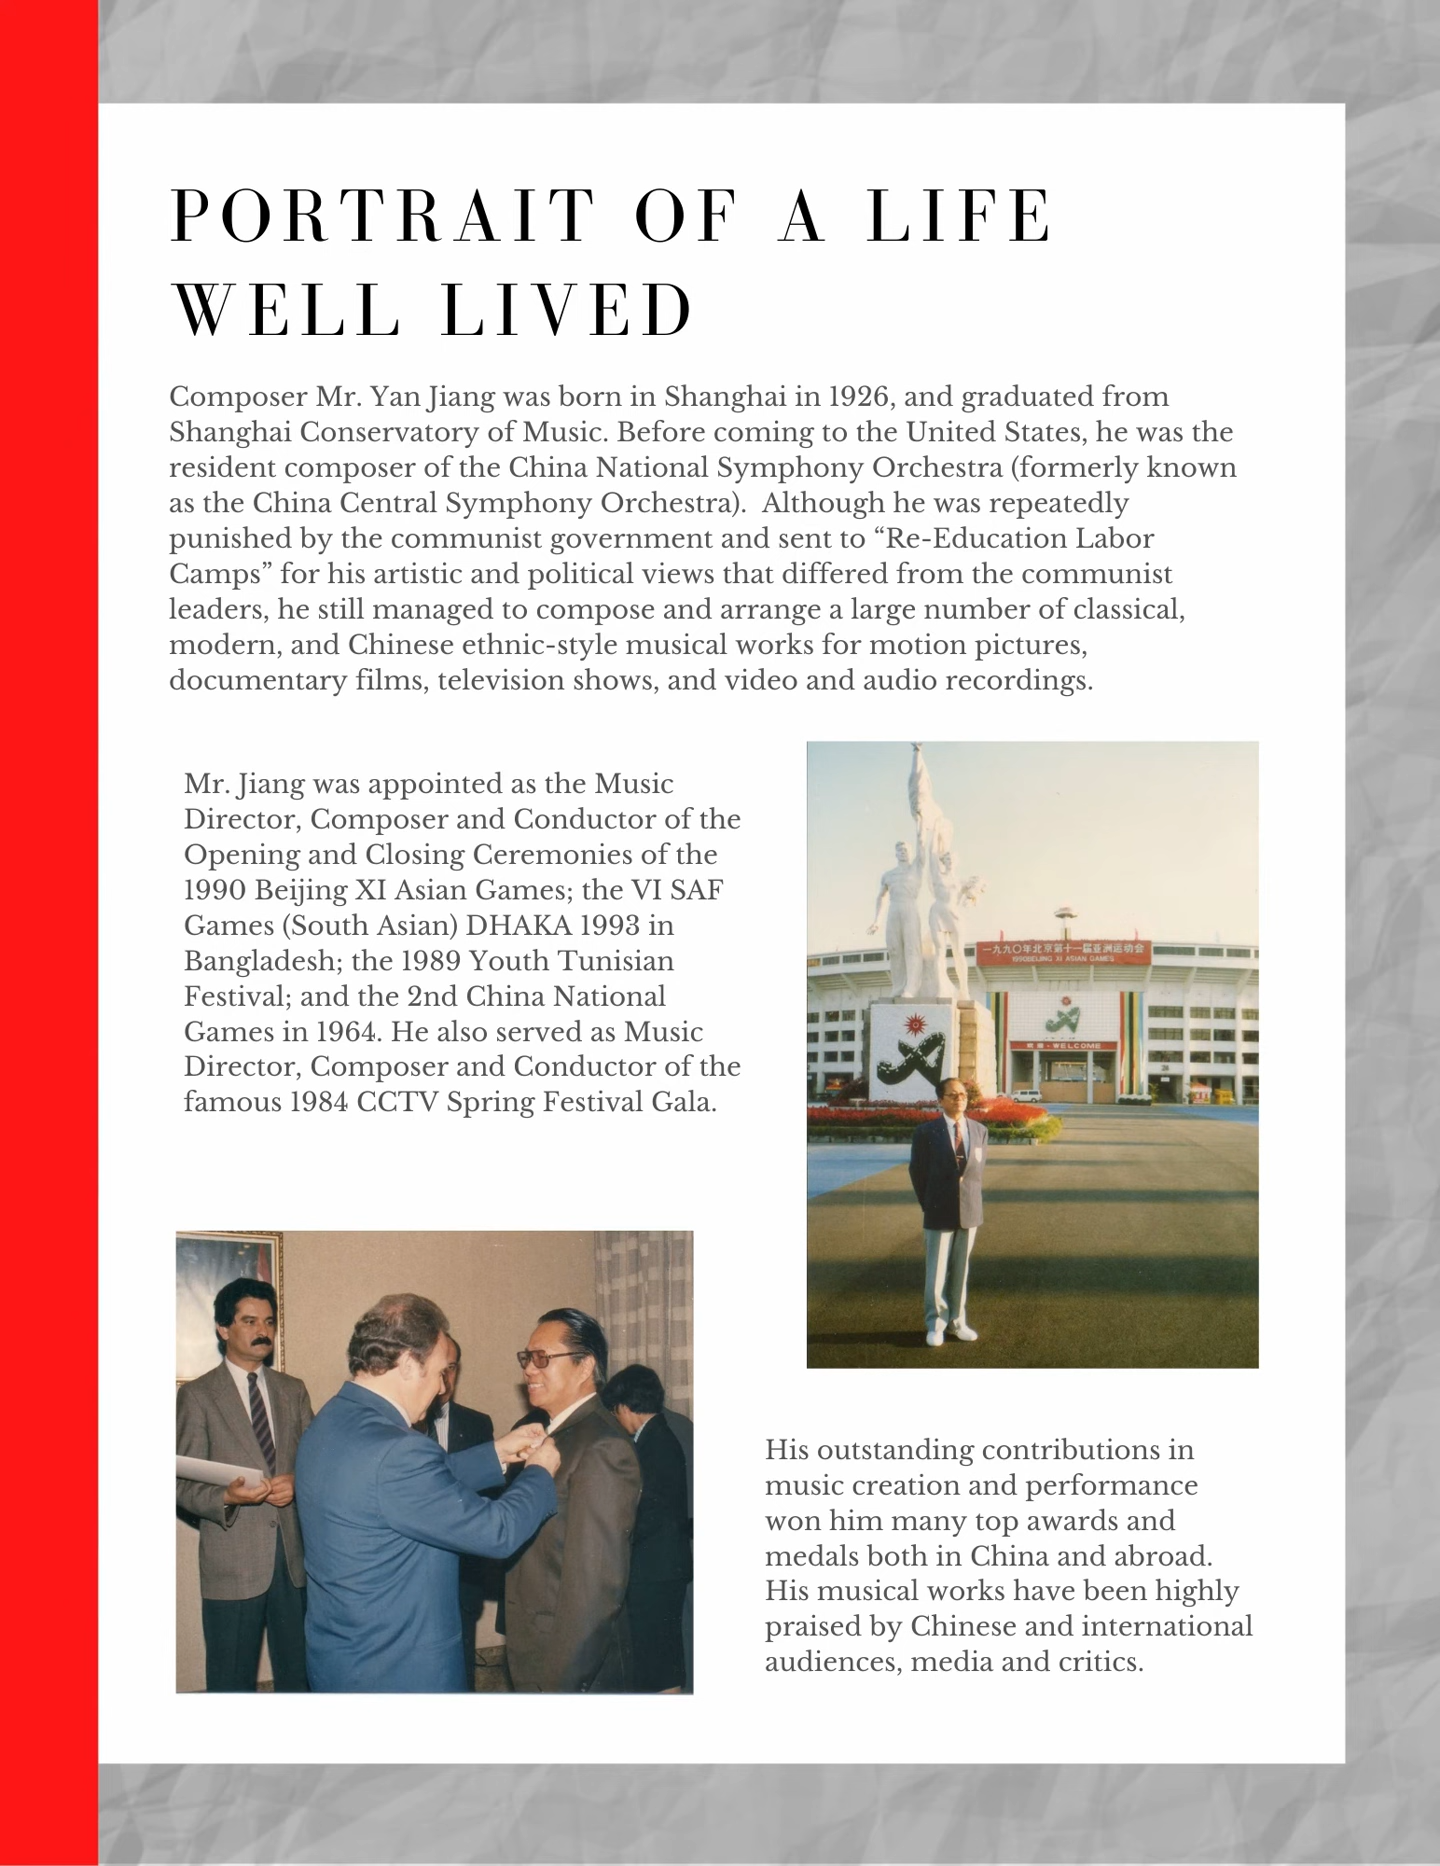 PORTRAIT OF A LIFE
WELL LIVED
Composer Mr. Yan Jiang was born in Shanghai in 1926, and graduated from
Shanghai Conservatory of Music. Before coming to the United States, he was the
resident composer of the China National Symphony Orchestra (formerly known
as the China Central Symphony Orchestra).  Although he was repeatedly
punished by the communist government and sent to “Re-Education Labor
Camps” for his artistic and political views that differed from the communist
leaders, he still managed to compose and arrange a large number of classical,
modern, and Chinese ethnic-style musical works for motion pictures,
documentary films, television shows, and video and audio recordings.
Mr. Jiang was appointed as the Music
Director, Composer and Conductor of the
Opening and Closing Ceremonies of the
1990 Beijing XI Asian Games; the VI SAF
Games (South Asian) DHAKA 1993 in
Bangladesh; the 1989 Youth Tunisian
Festival; and the 2nd China National
Games in 1964. He also served as Music
Director, Composer and Conductor of the
famous 1984 CCTV Spring Festival Gala.
一九九〇年北京第十一届亚洲运动会
1990BEIJING XI ASIAN GAMES
欢迎·WELCOME
His outstanding contributions in
music creation and performance
won him many top awards and
medals both in China and abroad.
His musical works have been highly
praised by Chinese and international
audiences, media and critics.